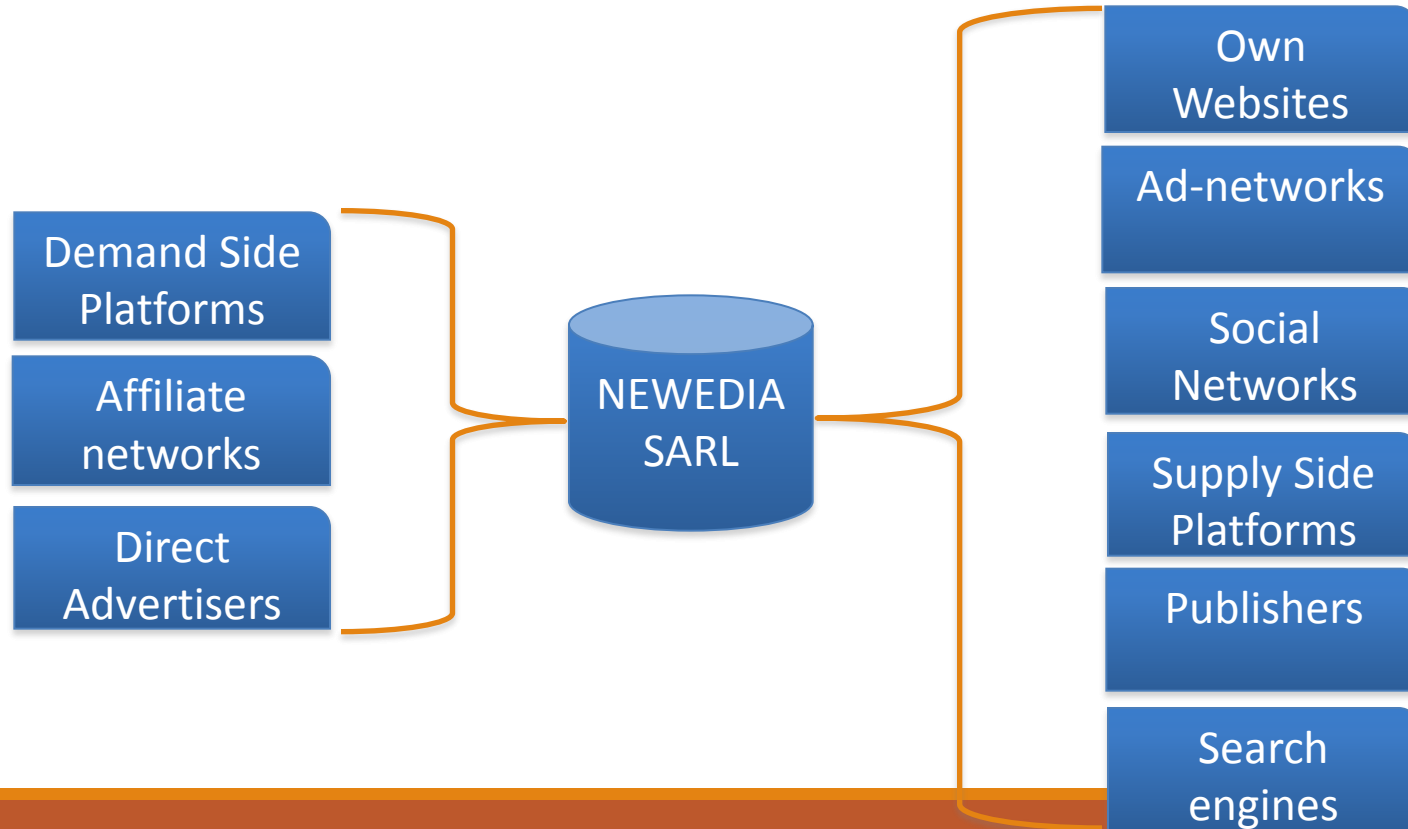 Demand Side
Platforms
Affiliate
networks
Direct
Advertisers
NEWEDIA
SARL
Own
Websites
Ad-networks
Social
Networks
Supply Side
Platforms
Publishers
Search
engines